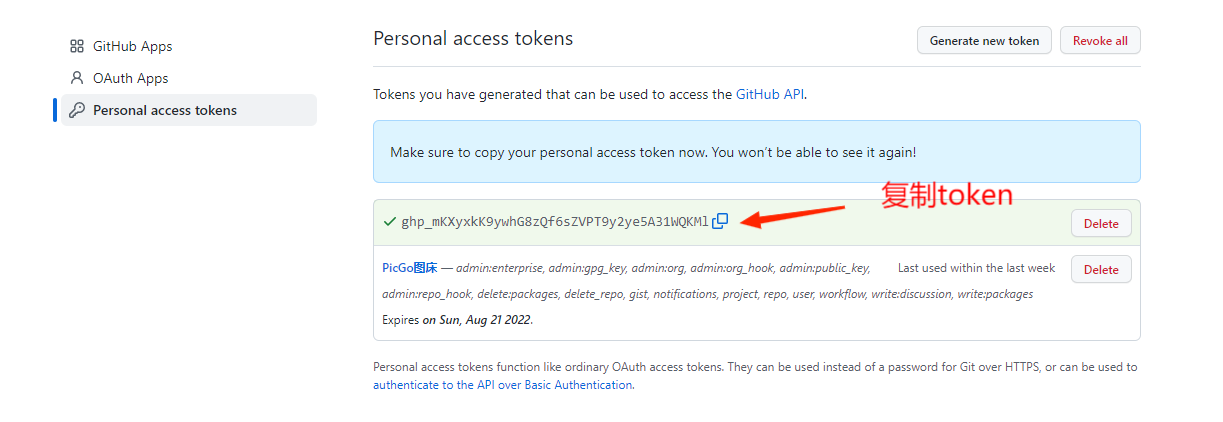 GitHub Apps
OAuth Apps
Personal access tokens
Personal access tokens
Generate new token
Revoke all
Tokens you have generated that can be used to access the GitHub API.
Make sure to copy your personal access token now. You won't be able to see it again!
复制token
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
Delete
PicGo图床 — admin:enterprise, admin:gpg_key, admin:org, admin:org_hook, admin:public_key,
Last used within the last week
Delete
admin:repo_hook, delete:packages, delete_repo, gist, notifications, project, repo, user, workflow, write:discussion, write:packages
Expires on Sun, Aug 21 2022.
Personal access tokens function like ordinary OAuth access tokens. They can be used instead of a password for Git over HTTPS, or can be used to
authenticate to the API over Basic Authentication.